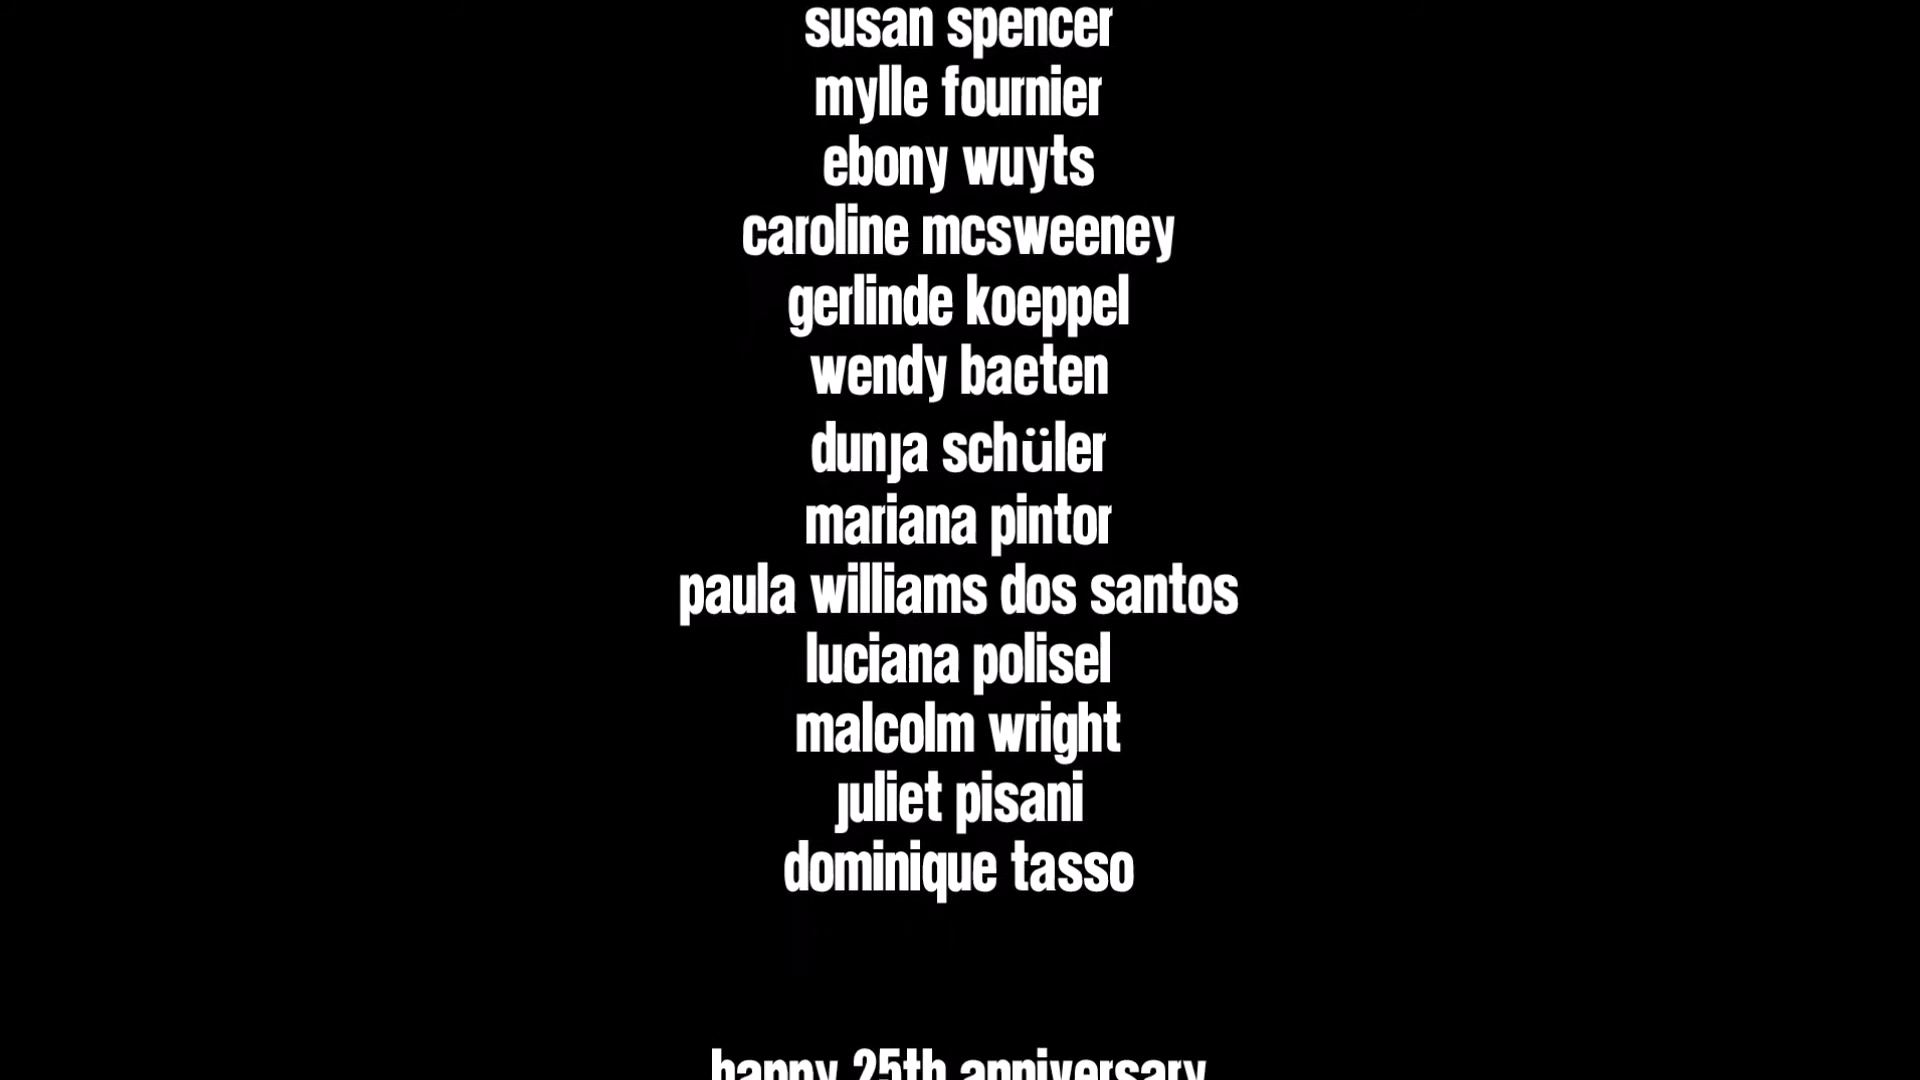 susan spencer
mylle fournier
ebony wuyts
caroline mcsweeney
gerlinde koeppel
wendy baeten
dunja schüler
mariana pintor
paula williams dos santos
luciana polisel
malcolm wright
juliet pisani
dominique tasso
happy 25th anniversary